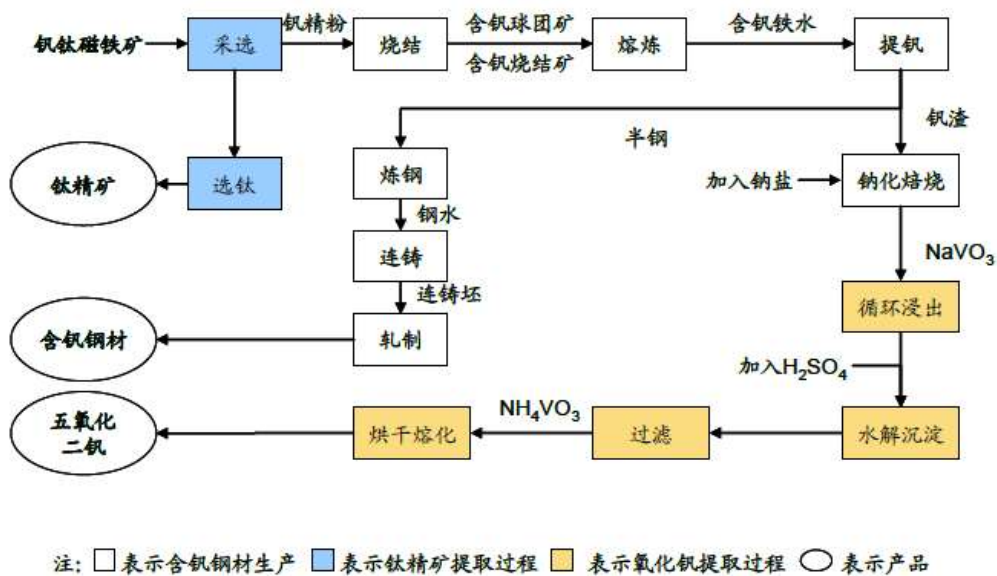 钒钛磁铁矿
采选
钒精粉
烧结
含钒球团矿
含钒烧结矿
熔炼
含钒铁水
提钒
半钢
钒渣
钛精矿
选钛
炼钢
加入钠盐
钠化焙烧
钢水
连铸
NaVO3
连铸坯
循环浸出
含钒钢材
轧制
加入H2SO4
五氧化
二钒
烘干熔化
NH4VO3
过滤
水解沉淀
注：表示含钒钢材生产 表示钛精矿提取过程 表示氧化钒提取过程 表示产品